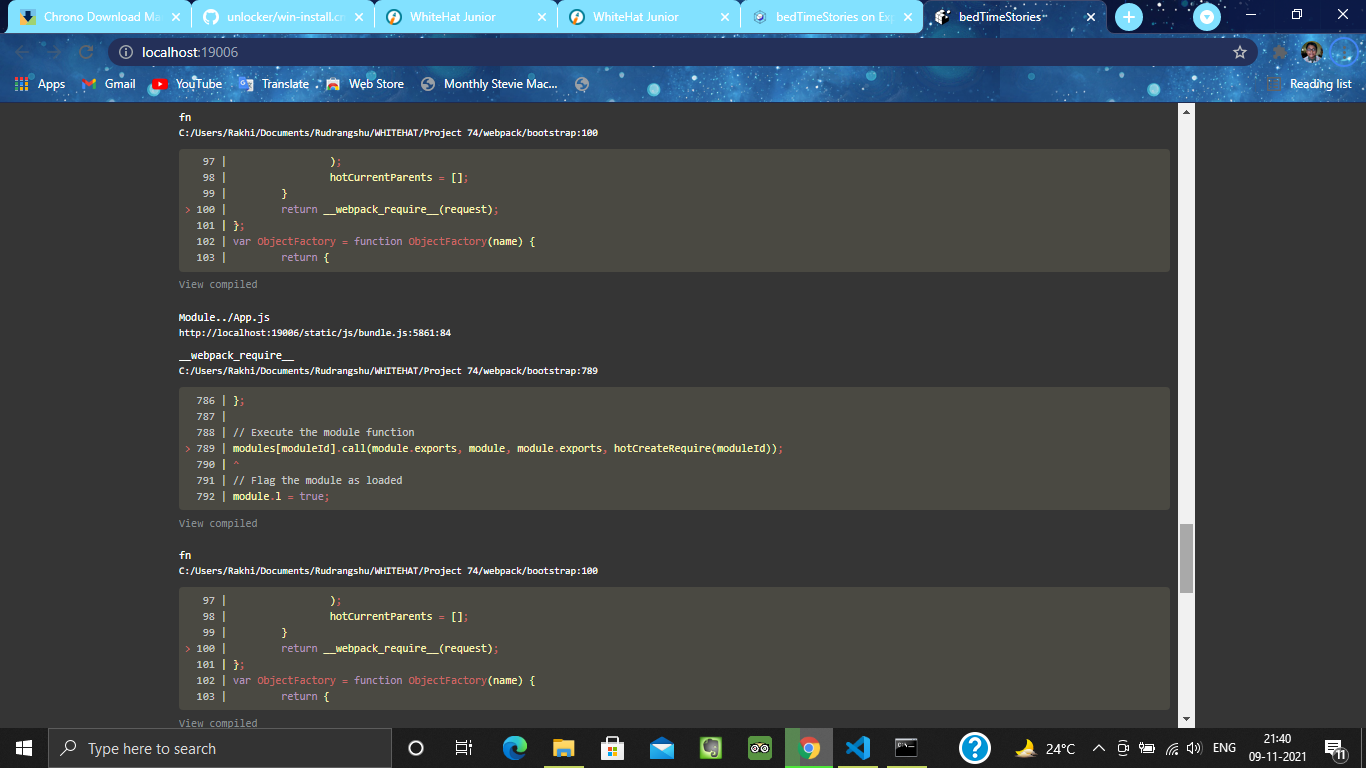 Chrono Download Ma
unlocker/win-install.cm
WhiteHat Junior
WhiteHat Junior
bedTimeStories on Exp
bedTimeStories
localhost:19006
Apps
Gmail
YouTube
Translate
Web Store
Monthly Stevie Mac...
Reading list
fn
C:/Users/Rakhi/Documents/Rudrangshu/WHITEHAT/Project 74/webpack/bootstrap:100
97 | );
98 | hotCurrentParents = [];
99 | }
> 100 | return __webpack_require__(request);
101 | };
102 | var ObjectFactory = function ObjectFactory(name) {
103 | return {
View compiled
Module../App.js
http://localhost:19006/static/js/bundle.js:5861:84
__webpack_require__
C:/Users/Rakhi/Documents/Rudrangshu/WHITEHAT/Project 74/webpack/bootstrap:789
786 | };
787 |
788 | // Execute the module function
> 789 | modules[moduleId].call(module.exports, module, module.exports, hotCreateRequire(moduleId));
790 | ^
791 | // Flag the module as loaded
792 | module.l = true;
View compiled
fn
C:/Users/Rakhi/Documents/Rudrangshu/WHITEHAT/Project 74/webpack/bootstrap:100
97 | );
98 | hotCurrentParents = [];
99 | }
> 100 | return __webpack_require__(request);
101 | };
102 | var ObjectFactory = function ObjectFactory(name) {
103 | return {
View compiled
Type here to search
24°C
ENG
21:40
09-11-2021
11